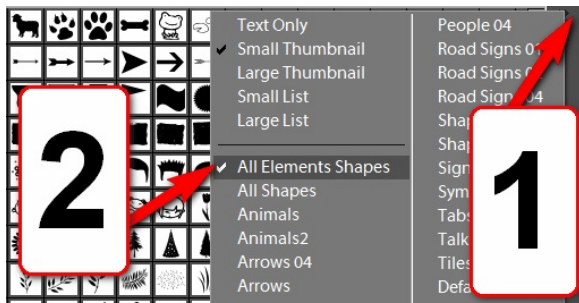 Text Only
Small Thumbnail
Large Thumbnail
Small List
Large List
All Elements Shapes
All Shapes
Animals
Animals2
Arrows 04
Arrows
People 04
Road Signs
Road Signs
Road Signs 04
Tabs
Talk
Tiles
2
1